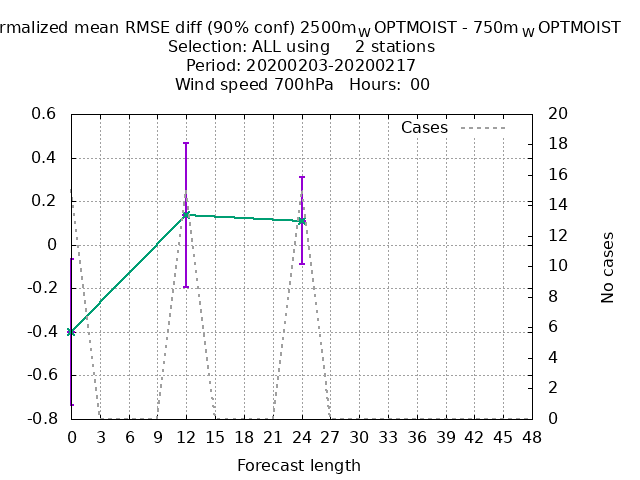 rmalized mean RMSE diff (90% conf) 2500m W OPTMOIST - 750m W OPTMOIST
Selection: ALL using 2 stations
Period: 20200203-20200217
Wind speed 700hPa Hours: 00
Cases
0.6
0.4
0.2
0
-0.2
-0.4
-0.6
-0.8
20
18
16
14
12
10
8
6
4
2
0
No cases
0 3 6 9 12 15 18 21 24 27 30 33 36 39 42 45 48
Forecast length